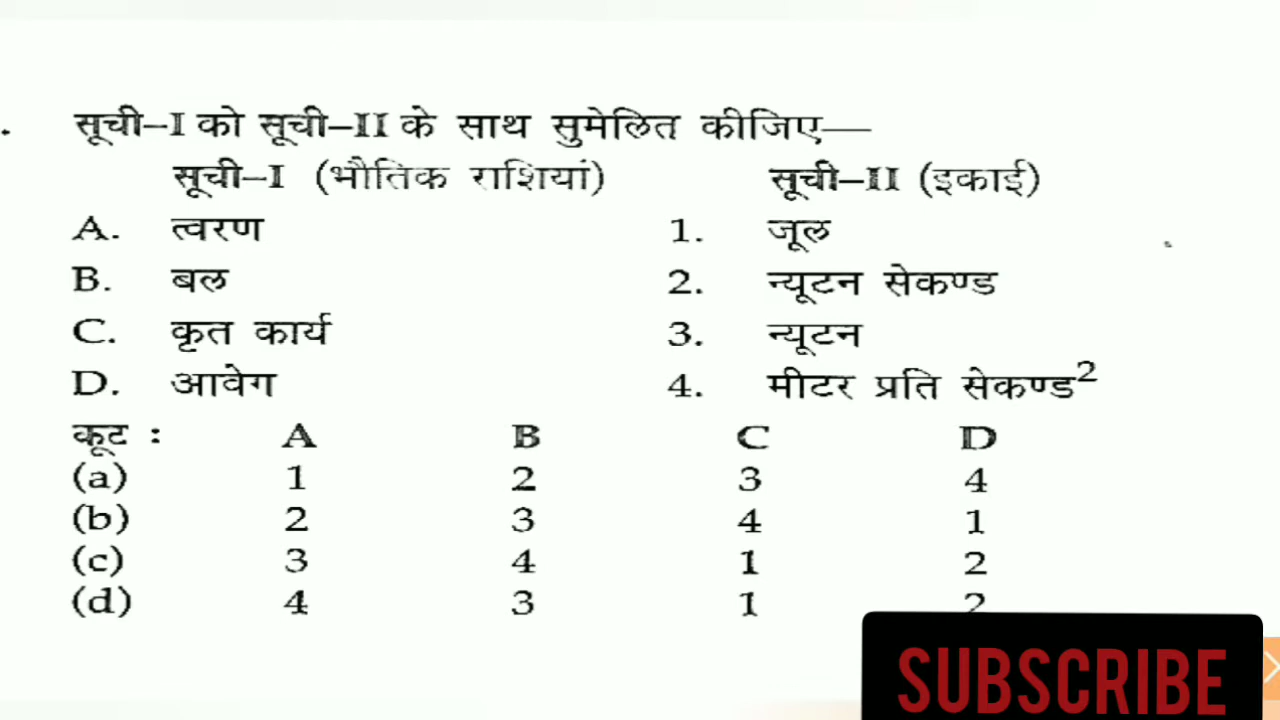 . सूची–I को सूची–II के साथ सुमेलित कीजिए—
सूची–I (भौतिक राशियां) सूची–II (इकाई)
A. त्वरण 1. जूल
B. बल 2. न्यूटन सेकण्ड
C. कृत कार्य 3. न्यूटन
D. आवेग 4. मीटर प्रति सेकण्ड²
कूट : A B C D
(a) 1 2 3 4
(b) 2 3 4 1
(c) 3 4 1 2
(d) 4 3 1 2
SUBSCRIBE